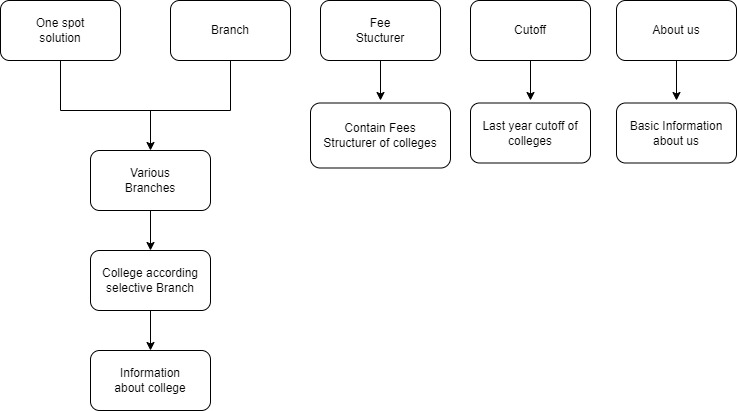 One spot
solution
Branch
Fee
Stucturer
Cutoff
About us
Contain Fees
Structurer of colleges
Last year cutoff of
colleges
Basic Information
about us
Various
Branches
College according
selective Branch
Information
about college